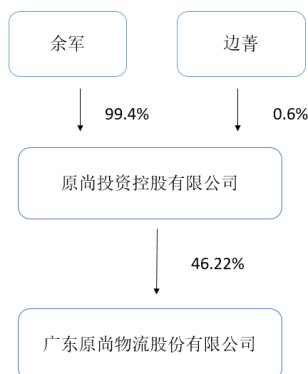 余军
边菁
99.4%
0.6%
原尚投资控股有限公司
46.22%
广东原尚物流股份有限公司